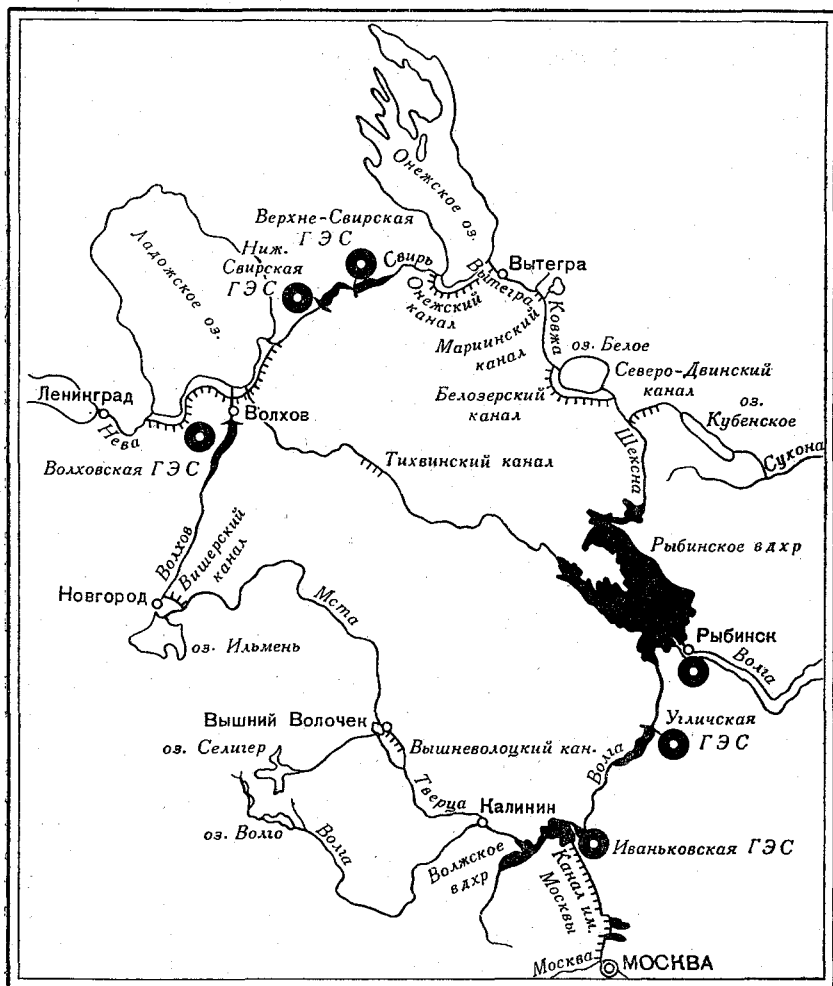 Онежское оз.
Верхне-Свирская
ГЭС
Ниж.
Свирская
ГЭС
Ладожское оз.
Свирь
Вытегра
Вытегра
Онежский
канал
Ковжа
Мариинский
канал
оз. Белое
Северо-Двинский
канал
Белозерский
канал
оз.
Кубенское
Ленинград
Нева
Волхов
Волховская ГЭС
Тихвинский канал
Шексна
Сухона
Волхов
Вишерский
канал
Рыбинское вдхр
Новгород
Мста
оз. Ильмень
Рыбинск
Волга
Вышний Волочек
оз. Селигер
Вышневолоцкий кан.
Угличская
ГЭС
Волга
Тверца
Калинин
оз. Волго
Волга
Волжское
вдхр
Иваньковская ГЭС
Канал им.
Москвы
Москва
МОСКВА